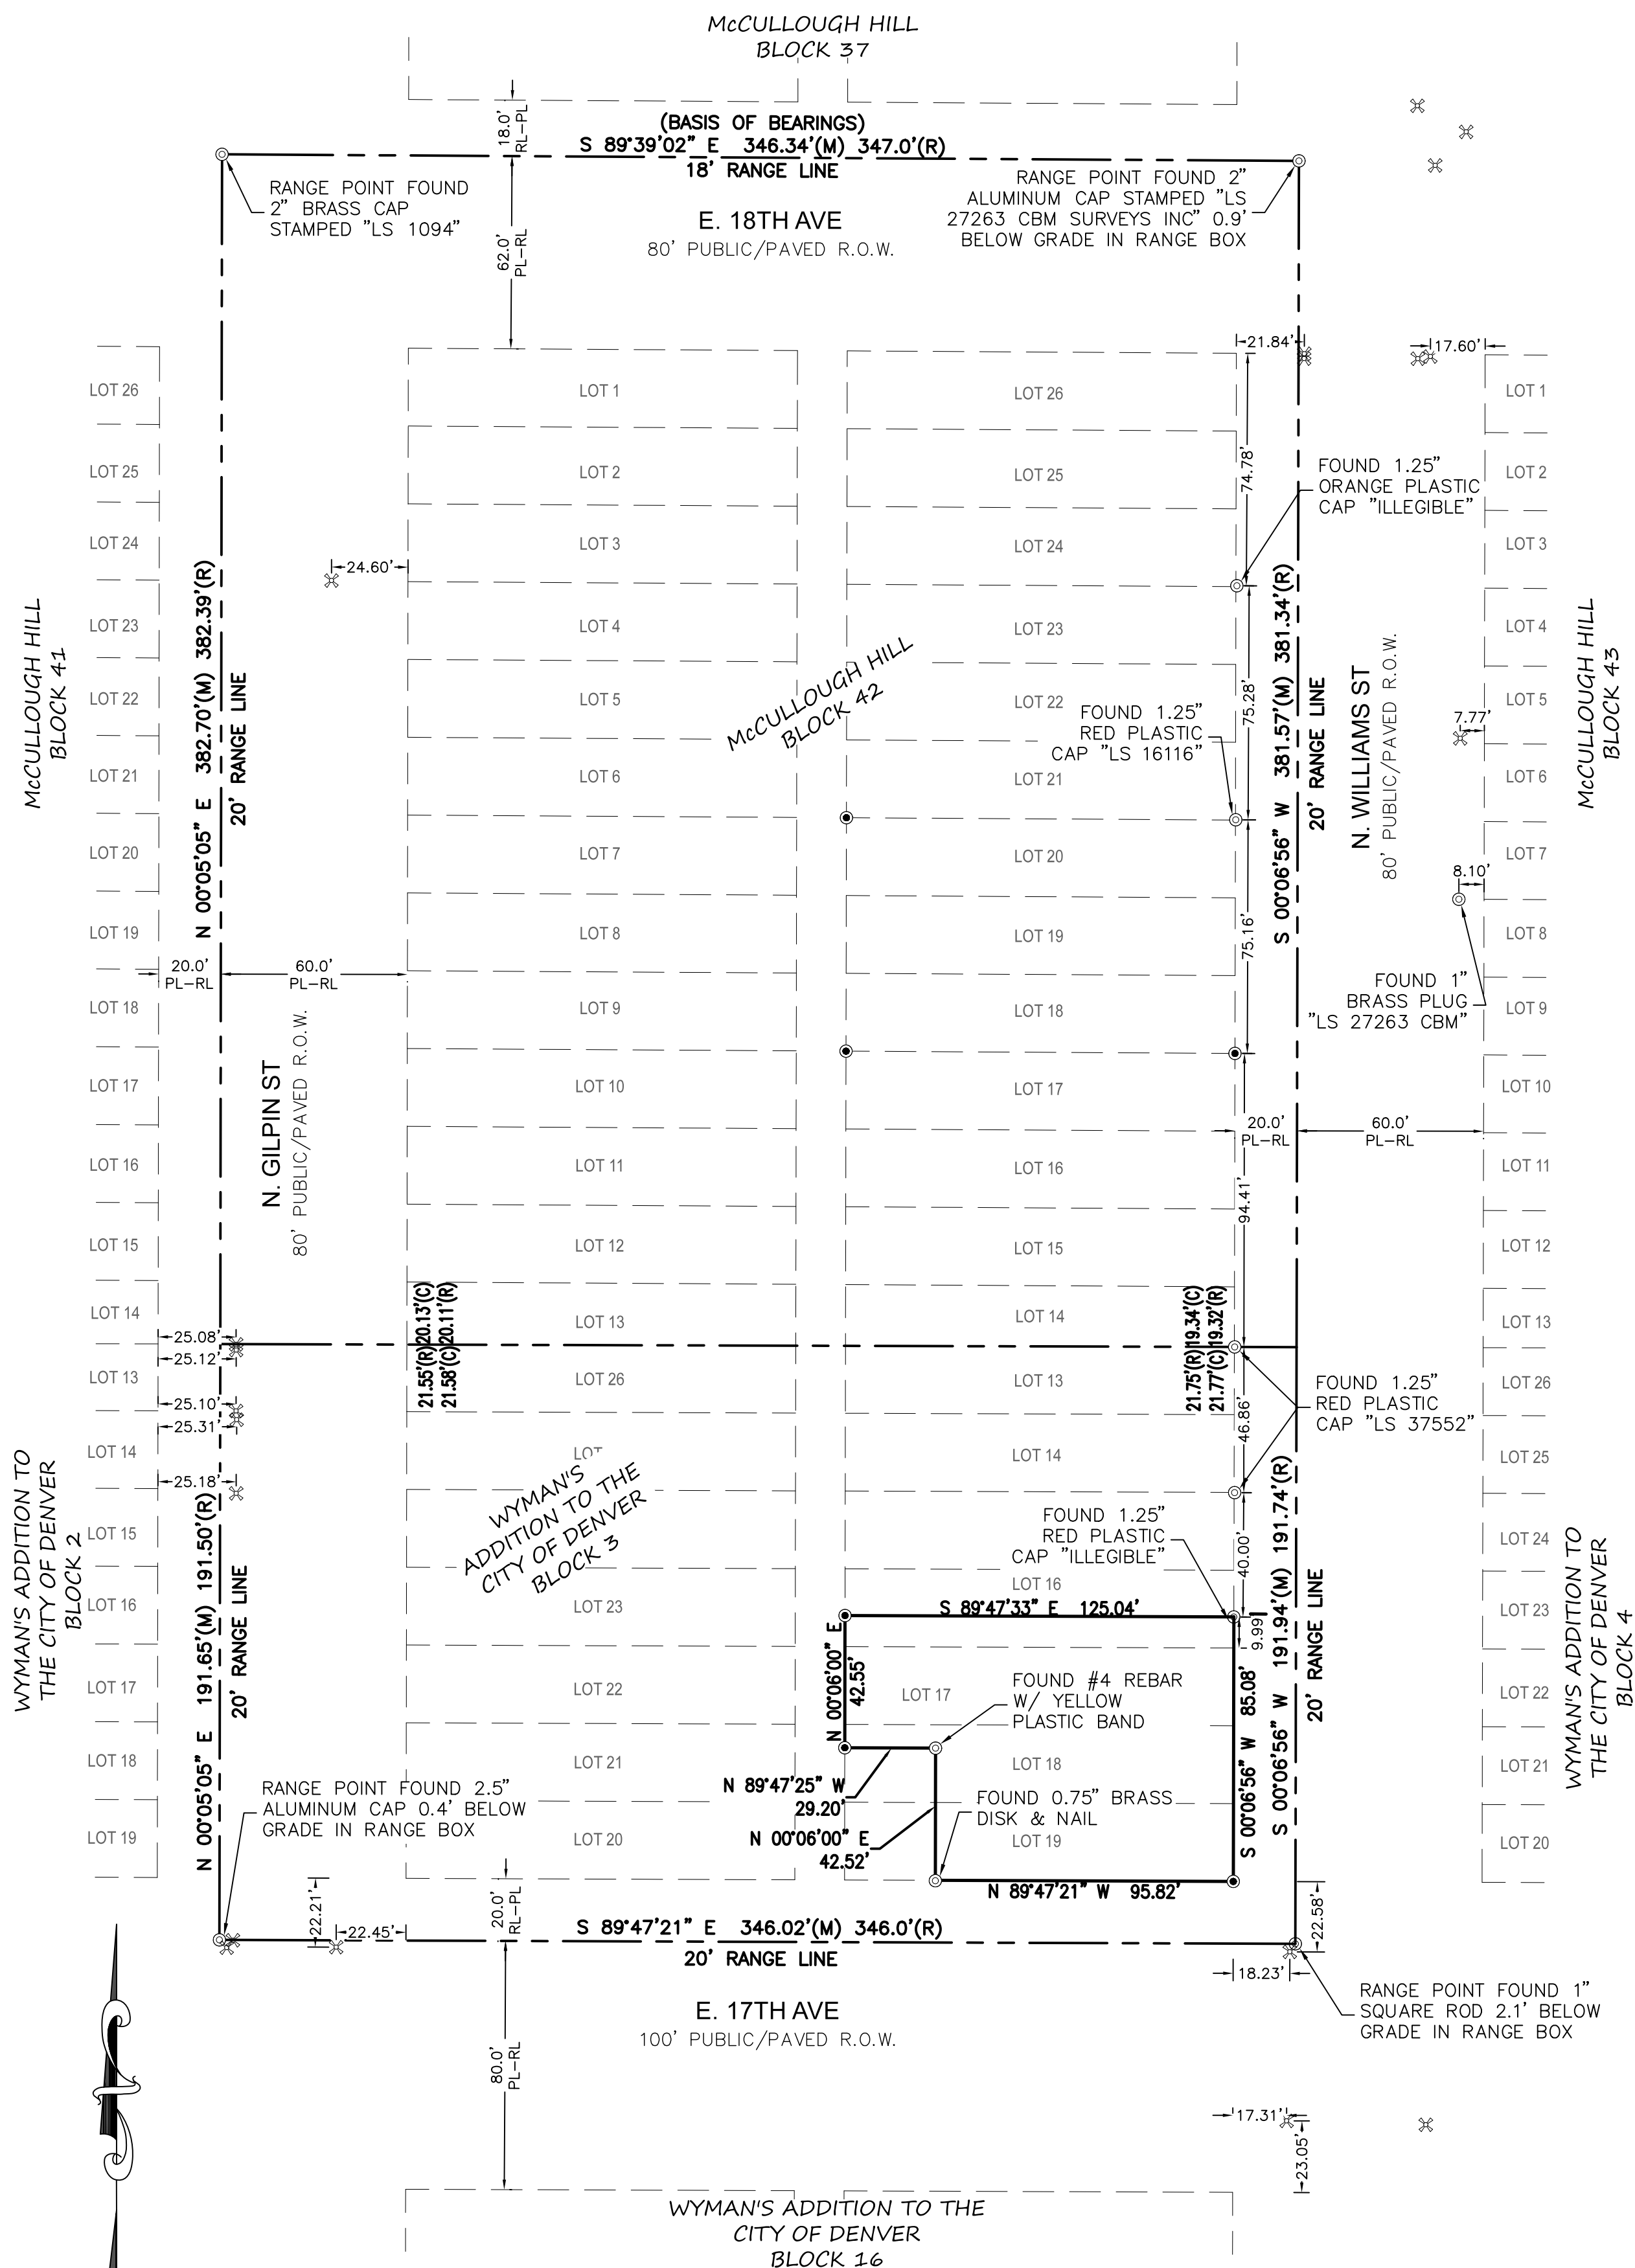 McCULLOUGH HILL
BLOCK 37
18.0'
RL-PL
(BASIS OF BEARINGS)
S 89°39'02" E 346.34'(M) 347.0'(R)
18' RANGE LINE
RANGE POINT FOUND
2" BRASS CAP
STAMPED "LS 1094"
62.0'
PL-RL
E. 18TH AVE
80' PUBLIC/PAVED R.O.W.
RANGE POINT FOUND 2"
ALUMINUM CAP STAMPED "LS
27263 CBM SURVEYS INC" 0.9'
BELOW GRADE IN RANGE BOX
21.84'
17.60'
McCULLOUGH HILL
BLOCK 41
LOT 26
LOT 25
LOT 24
LOT 23
LOT 22
LOT 21
LOT 20
LOT 19
LOT 18
LOT 17
LOT 16
LOT 15
LOT 14
N 00°05'05" E 382.70'(M) 382.39'(R)
20' RANGE LINE
24.60'
20.0'
PL-RL
60.0'
PL-RL
N. GILPIN ST
80' PUBLIC/PAVED R.O.W.
LOT 1
LOT 2
LOT 3
LOT 4
LOT 5
LOT 6
LOT 7
LOT 8
LOT 9
LOT 10
LOT 11
LOT 12
LOT 13
McCULLOUGH HILL
BLOCK 42
LOT 26
LOT 25
LOT 24
LOT 23
LOT 22
LOT 21
LOT 20
LOT 19
LOT 18
LOT 17
LOT 16
LOT 15
LOT 14
74.78'
FOUND 1.25"
ORANGE PLASTIC
CAP "ILLEGIBLE"
75.28'
FOUND 1.25"
RED PLASTIC
CAP "LS 16116"
75.16'
94.41'
S 00°06'56" W 381.57'(M) 381.34'(R)
20' RANGE LINE
N. WILLIAMS ST
80' PUBLIC/PAVED R.O.W.
20.0'
PL-RL
60.0'
PL-RL
7.77'
8.10'
FOUND 1"
BRASS PLUG
"LS 27263 CBM"
LOT 1
LOT 2
LOT 3
LOT 4
LOT 5
LOT 6
LOT 7
LOT 8
LOT 9
LOT 10
LOT 11
LOT 12
LOT 13
McCULLOUGH HILL
BLOCK 43
21.55'(R) 20.13'(C)
21.58'(C) 20.11'(R)
21.75'(R) 19.34'(C)
21.77'(C) 19.32'(R)
25.08'
25.12'
25.10'
25.31'
25.18'
WYMAN'S ADDITION TO
THE CITY OF DENVER
BLOCK 2
LOT 13
LOT 14
LOT 15
LOT 16
LOT 17
LOT 18
LOT 19
N 00°05'05" E 191.65'(M) 191.50'(R)
20' RANGE LINE
LOT 26
LOT
WYMAN'S
ADDITION TO THE
CITY OF DENVER
BLOCK 3
LOT 23
LOT 22
LOT 21
LOT 20
LOT 13
LOT 14
LOT 16
LOT 17
LOT 18
LOT 19
46.86'
FOUND 1.25"
RED PLASTIC
CAP "LS 37552"
FOUND 1.25"
RED PLASTIC
CAP "ILLEGIBLE"
40.00'
9.99'
S 89°47'33" E 125.04'
N 00°06'00" E
42.55'
FOUND #4 REBAR
W/ YELLOW
PLASTIC BAND
N 89°47'25" W
29.20'
FOUND 0.75" BRASS
DISK & NAIL
N 00°06'00" E
42.52'
N 89°47'21" W 95.82'
S 00°06'56" W 85.08'
S 00°06'56" W 191.94'(M) 191.74'(R)
20' RANGE LINE
LOT 26
LOT 25
LOT 24
LOT 23
LOT 22
LOT 21
LOT 20
WYMAN'S ADDITION TO
THE CITY OF DENVER
BLOCK 4
RANGE POINT FOUND 2.5"
ALUMINUM CAP 0.4' BELOW
GRADE IN RANGE BOX
22.21'
22.45'
20.0'
RL-PL
S 89°47'21" E 346.02'(M) 346.0'(R)
20' RANGE LINE
22.58'
18.23'
E. 17TH AVE
100' PUBLIC/PAVED R.O.W.
RANGE POINT FOUND 1"
SQUARE ROD 2.1' BELOW
GRADE IN RANGE BOX
80.0'
PL-RL
17.31'
23.05'
WYMAN'S ADDITION TO THE
CITY OF DENVER
BLOCK 16